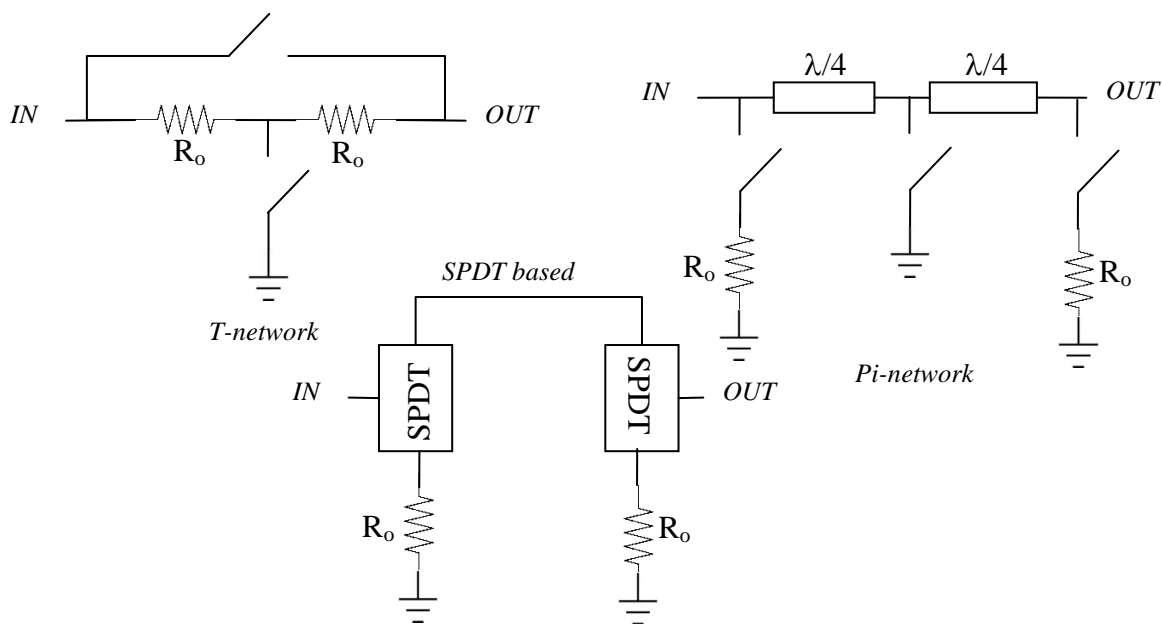 λ/4
λ/4
IN
OUT
IN
OUT
Rₒ
Rₒ
Rₒ
Rₒ
SPDT based
T-network
Pi-network
IN
SPDT
SPDT
OUT
Rₒ
Rₒ